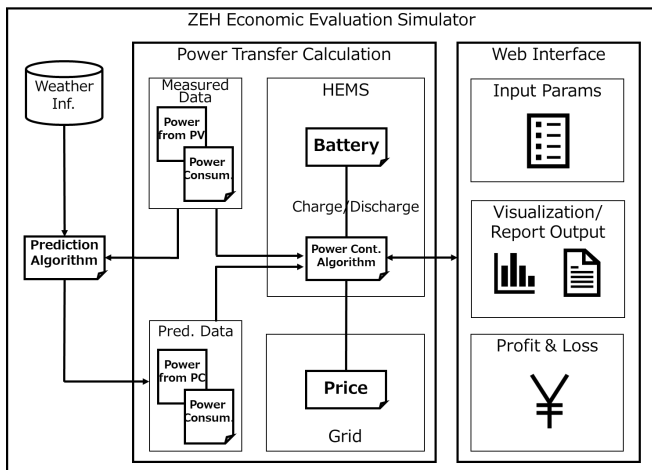 ZEH Economic Evaluation Simulator
Weather
Inf.
Prediction
Algorithm
Power Transfer Calculation
Measured
Data
Power
from PV
Power
Consum.
Pred. Data
Power
from PC
Power
Consum.
HEMS
Battery
Charge/Discharge
Power Cont.
Algorithm
Price
Grid
Web Interface
Input Params
Visualization/
Report Output
Profit & Loss
¥